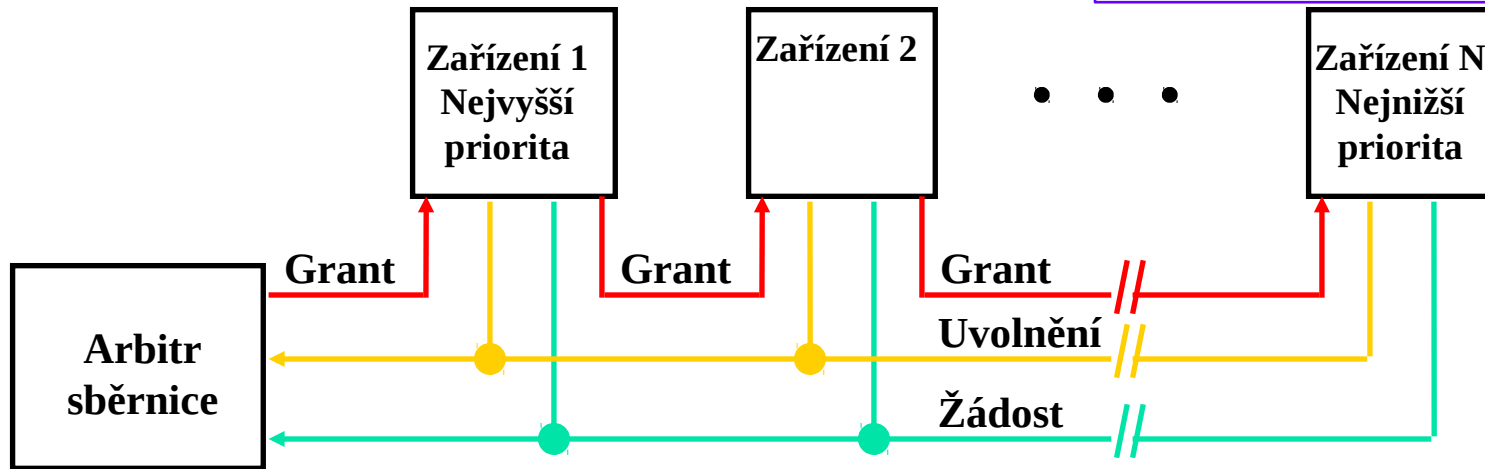 Zařízení 1
Nejvyšší
priorita
Zařízení 2
Zařízení N
Nejnižší
priorita
Grant
Grant
Grant
Uvolnění
Žádost
Arbitr
sběrnice